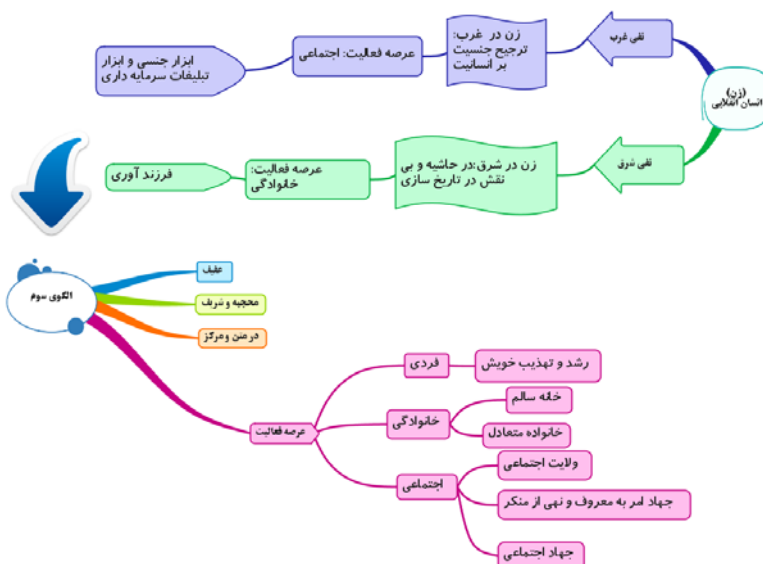 (زن)
انسان انقلابی
نفی غرب
زن در غرب:
ترجیح جنسیت
بر انسانیت
عرصه فعالیت: اجتماعی
ابزار جنسی و ابزار
تبلیغات سرمایه داری
نفی شرق
زن در شرق:در حاشیه و بی
نقش در تاریخ سازی
عرصه فعالیت:
خانوادگی
فرزند آوری
الگوی سوم
عفیف
محجبه و شریف
در متن و مرکز
عرصه فعالیت
فردی
رشد و تهذیب خویش
خانوادگی
خانه سالم
خانواده متعادل
اجتماعی
ولایت اجتماعی
جهاد امر به معروف و نهی از منکر
جهاد اجتماعی